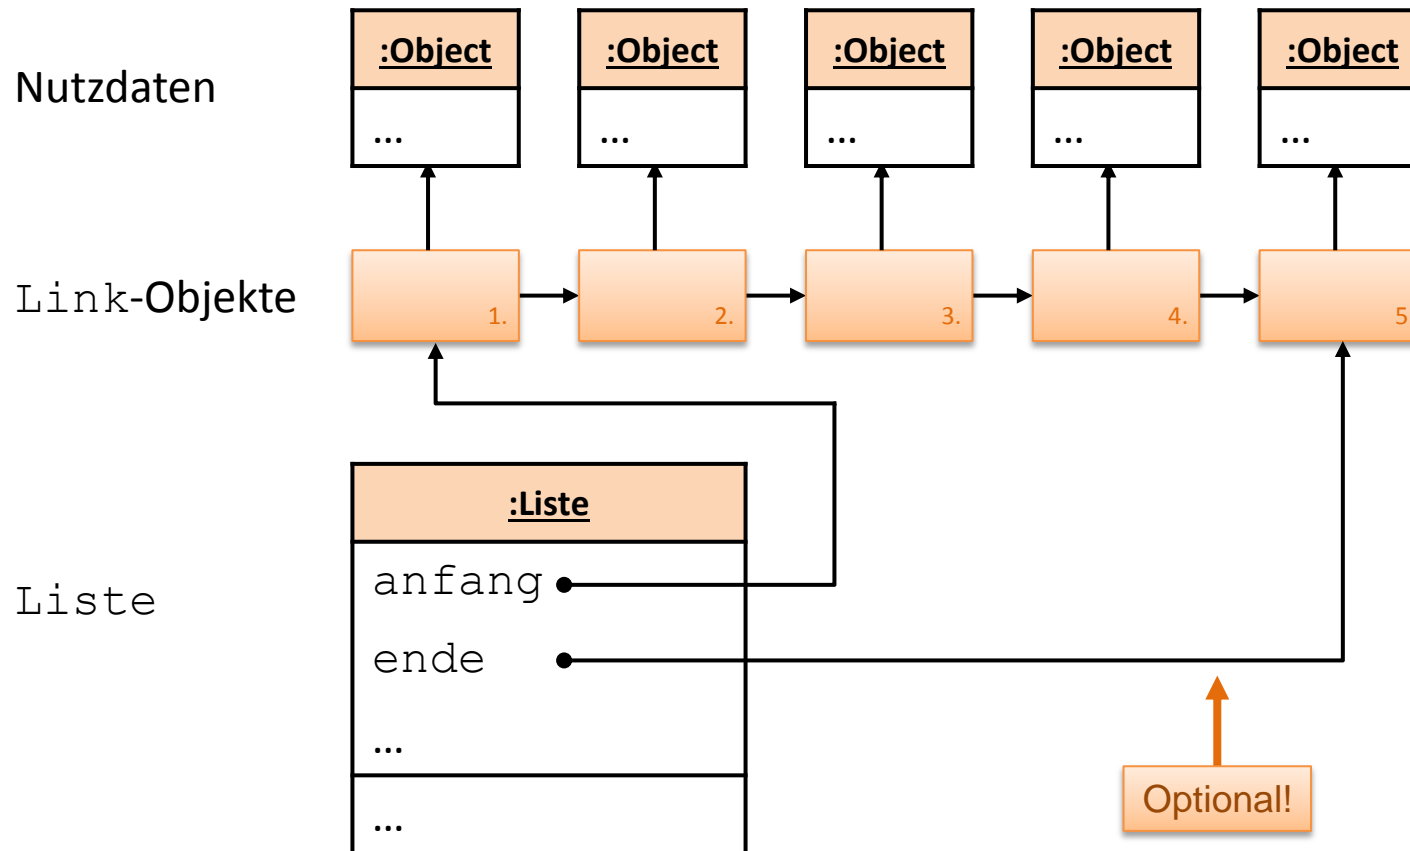 :Object :Object :Object :Object :Object
Nutzdaten
... ... ... ... ...
Link-Objekte
1. 2. 3. 4. 5
:Liste
anfang
Liste
ende
...
Optional!
...